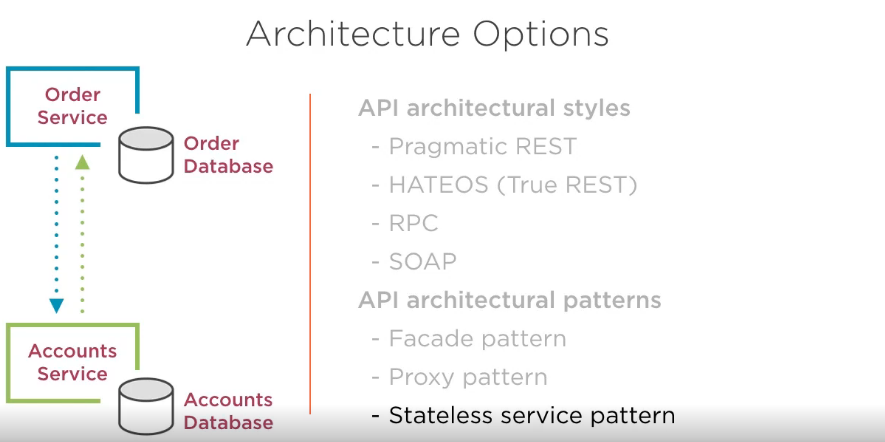 Architecture Options
Order
Service
Order
Database
Accounts
Service
Accounts
Database
API architectural styles
- Pragmatic REST
- HATEOS (True REST)
- RPC
- SOAP
API architectural patterns
- Facade pattern
- Proxy pattern
- Stateless service pattern